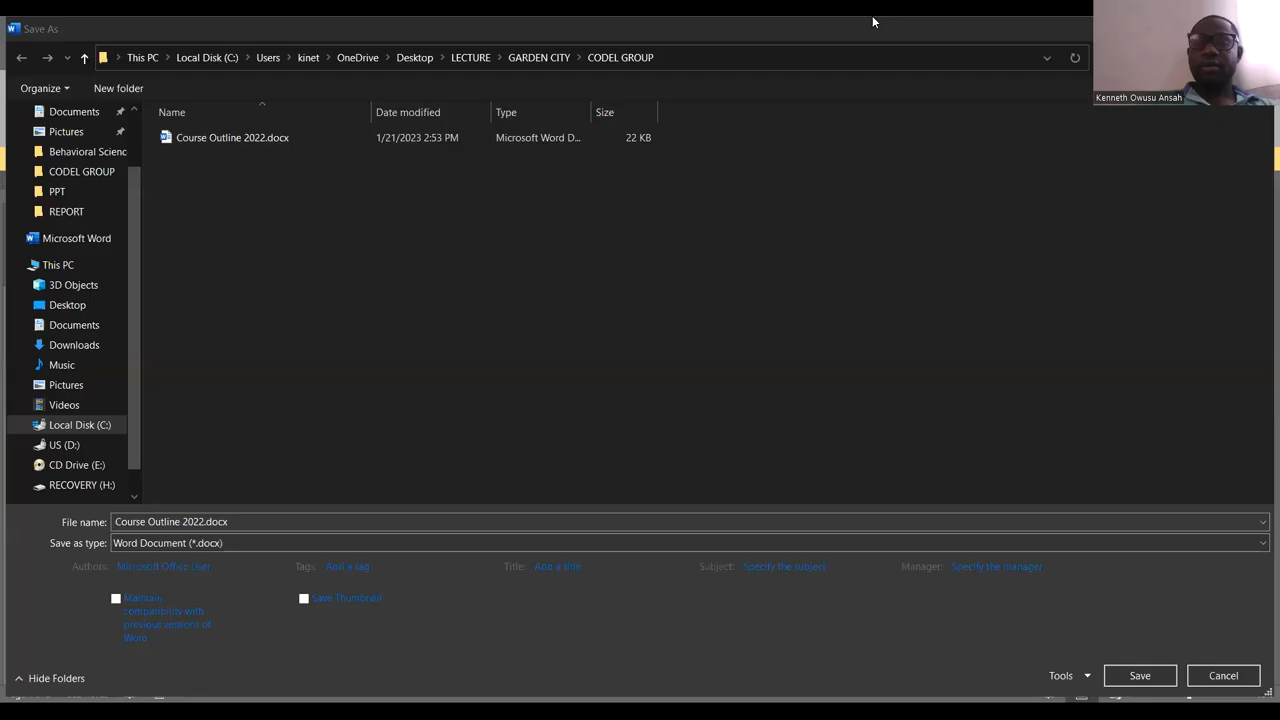 Save As
This PC > Local Disk (C:) > Users > kinet > OneDrive > Desktop > LECTURE > GARDEN CITY > CODEL GROUP
Kenneth Owusu Ansah
Organize New folder
Name Date modified Type Size
Course Outline 2022.docx 1/21/2023 2:53 PM Microsoft Word D... 22 KB
Documents
Pictures
Behavioral Scienc
CODEL GROUP
PPT
REPORT
Microsoft Word
This PC
3D Objects
Desktop
Documents
Downloads
Music
Pictures
Videos
Local Disk (C:)
US (D:)
CD Drive (E:)
RECOVERY (H:)
File name: Course Outline 2022.docx
Save as type: Word Document (*.docx)
Authors: Microsoft Office User Tags: Add a tag Title: Add a title Subject: Specify the subject Manager: Specify the manager
Maintain
compatibility with
previous versions of
Word
Save Thumbnail
Hide Folders Tools Save Cancel